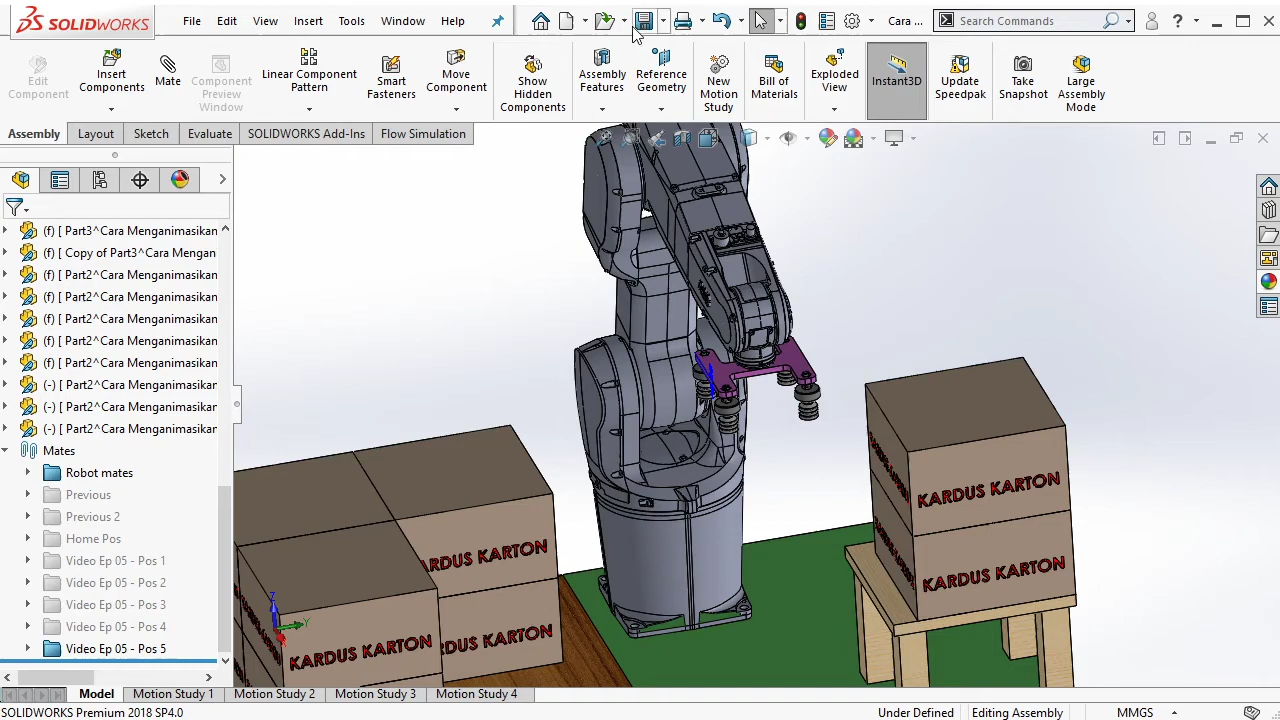 SOLIDWORKS
File Edit View Insert Tools Window Help
Cara ...
Search Commands
Edit Component
Insert Components
Mate
Component Preview Window
Linear Component Pattern
Smart Fasteners
Move Component
Show Hidden Components
Assembly Features
Reference Geometry
New Motion Study
Bill of Materials
Exploded View
Instant3D
Update Speedpak
Take Snapshot
Large Assembly Mode
Assembly Layout Sketch Evaluate SOLIDWORKS Add-Ins Flow Simulation
(f) [ Part3^Cara Menganimasikan
(f) [ Copy of Part3^Cara Mengan
(f) [ Part2^Cara Menganimasikan
(f) [ Part2^Cara Menganimasikan
(f) [ Part2^Cara Menganimasikan
(f) [ Part2^Cara Menganimasikan
(f) [ Part2^Cara Menganimasikan
(-) [ Part2^Cara Menganimasikan
(-) [ Part2^Cara Menganimasikan
(-) [ Part2^Cara Menganimasikan
Mates
Robot mates
Previous
Previous 2
Home Pos
Video Ep 05 - Pos 1
Video Ep 05 - Pos 2
Video Ep 05 - Pos 3
Video Ep 05 - Pos 4
Video Ep 05 - Pos 5
KARDUS KARTON
KARDUS KARTON
RDUS KARTON
RDUS KARTON
KARDUS KARTON
Z
Y
Model Motion Study 1 Motion Study 2 Motion Study 3 Motion Study 4
SOLIDWORKS Premium 2018 SP4.0
Under Defined Editing Assembly MMGS